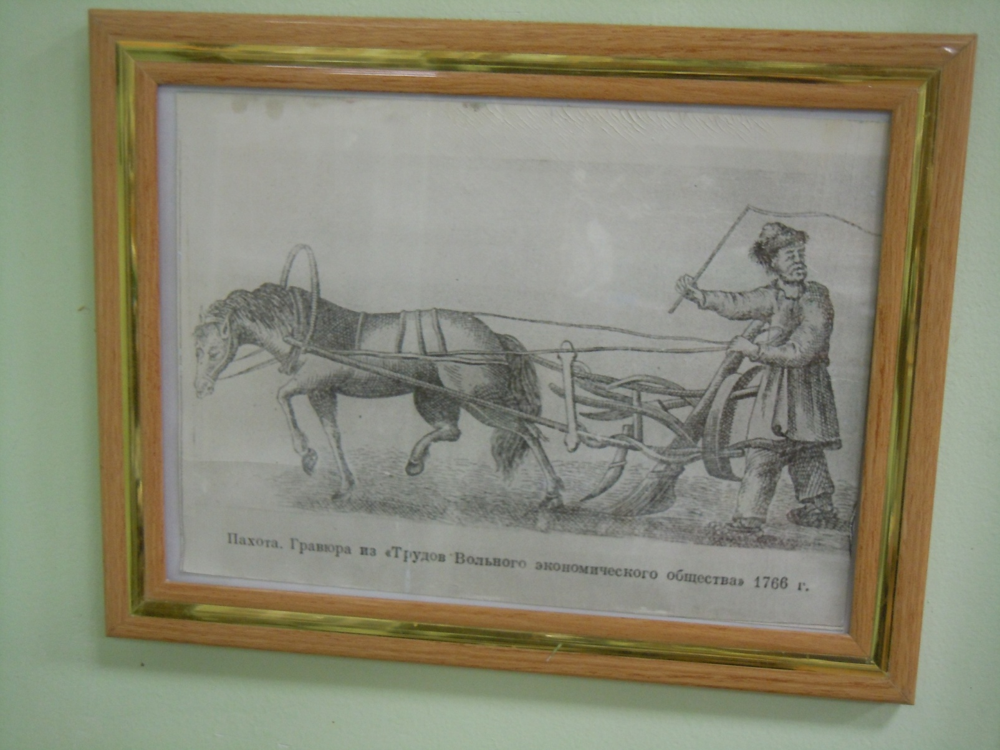 Пахота. Гравюра из «Трудов Вольного экономического общества» 1766 г.